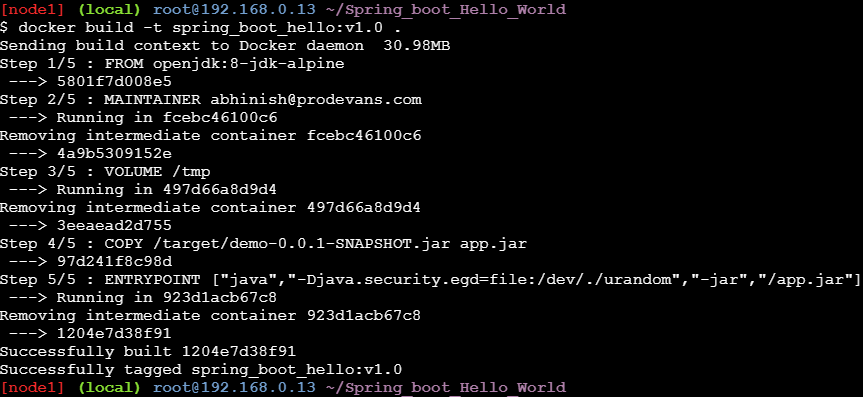 [node1] (local) root@192.168.0.13 ~/Spring_boot_Hello_World
$ docker build -t spring_boot_hello:v1.0 .
Sending build context to Docker daemon  30.98MB
Step 1/5 : FROM openjdk:8-jdk-alpine
 ---> 5801f7d008e5
Step 2/5 : MAINTAINER abhinish@prodevans.com
 ---> Running in fcebc46100c6
Removing intermediate container fcebc46100c6
 ---> 4a9b5309152e
Step 3/5 : VOLUME /tmp
 ---> Running in 497d66a8d9d4
Removing intermediate container 497d66a8d9d4
 ---> 3eeaead2d755
Step 4/5 : COPY /target/demo-0.0.1-SNAPSHOT.jar app.jar
 ---> 97d241f8c98d
Step 5/5 : ENTRYPOINT ["java","-Djava.security.egd=file:/dev/./urandom","-jar","/app.jar"]
 ---> Running in 923d1acb67c8
Removing intermediate container 923d1acb67c8
 ---> 1204e7d38f91
Successfully built 1204e7d38f91
Successfully tagged spring_boot_hello:v1.0
[node1] (local) root@192.168.0.13 ~/Spring_boot_Hello_World